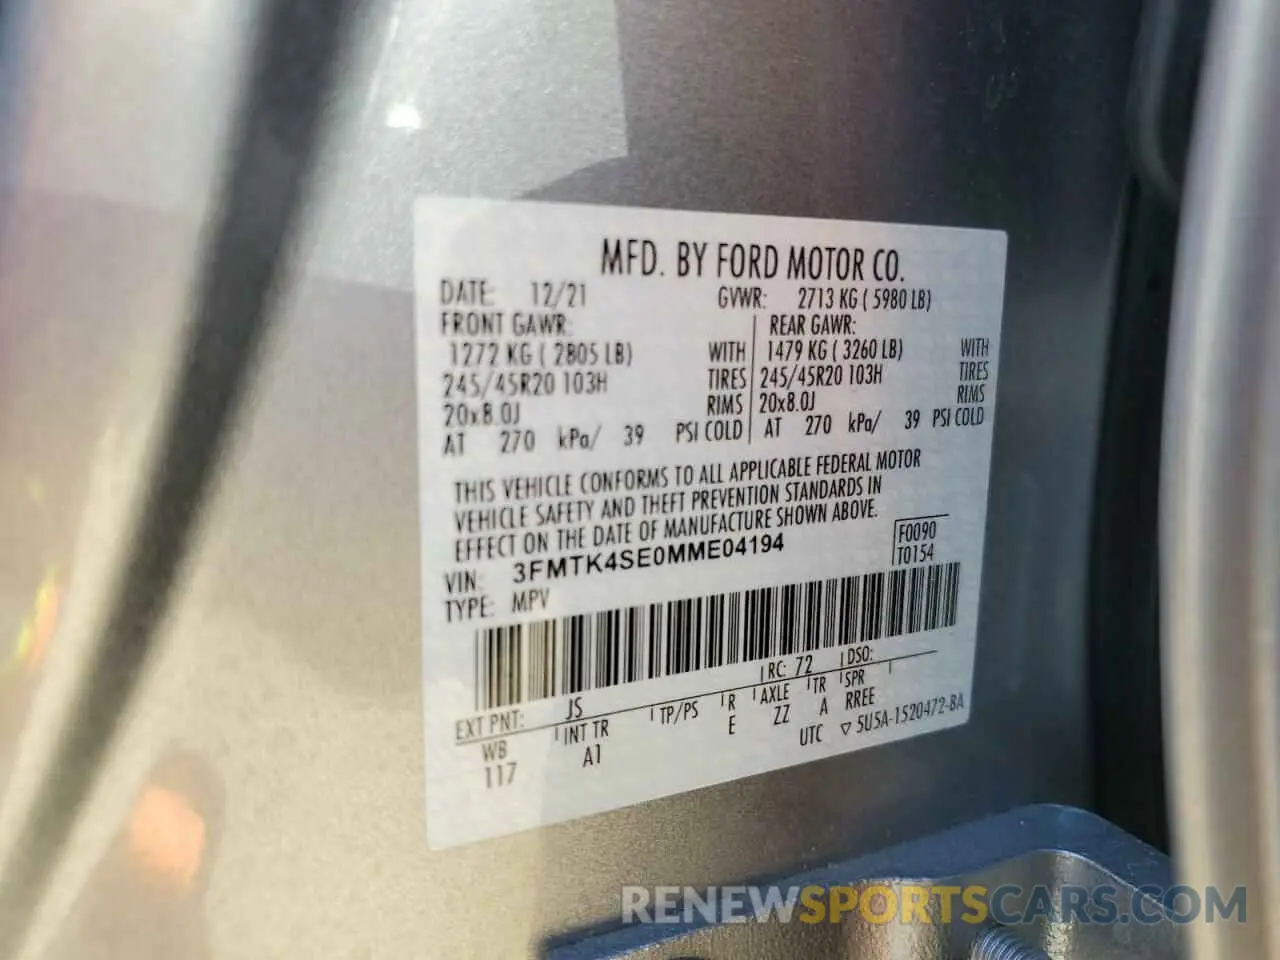 MFD. BY FORD MOTOR CO.
DATE: 12/21 GVWR: 2713 KG ( 5980 LB)
FRONT GAWR: REAR GAWR:
1272 KG ( 2805 LB) WITH 1479 KG ( 3260 LB) WITH
245/45R20 103H TIRES 245/45R20 103H TIRES
20x8.0J RIMS 20x8.0J RIMS
AT 270 kPa/ 39 PSI COLD AT 270 kPa/ 39 PSI COLD
THIS VEHICLE CONFORMS TO ALL APPLICABLE FEDERAL MOTOR
VEHICLE SAFETY AND THEFT PREVENTION STANDARDS IN
EFFECT ON THE DATE OF MANUFACTURE SHOWN ABOVE.
VIN: 3FMTK4SE0MME04194 F0090
TYPE: MPV T0154
EXT PNT: JS RC: 72 DSO:
WB INT TR TP/PS R AXLE TR SPR
117 A1 E ZZ A RREE
UTC ▽ 5U5A-1520472-BA
RENEWSPORTSCARS.COM